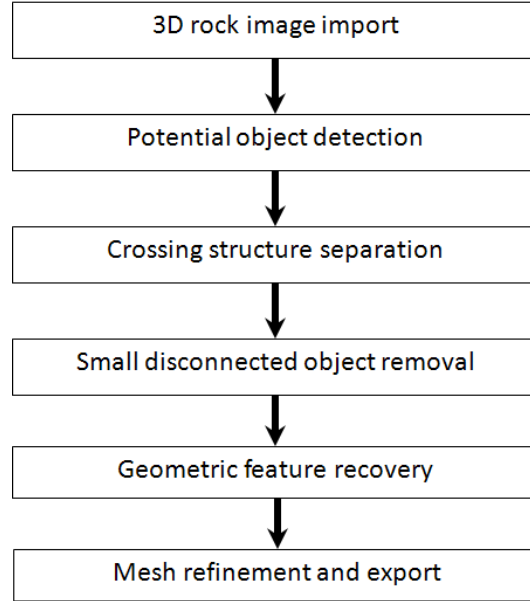 3D rock image import
Potential object detection
Crossing structure separation
Small disconnected object removal
Geometric feature recovery
Mesh refinement and export